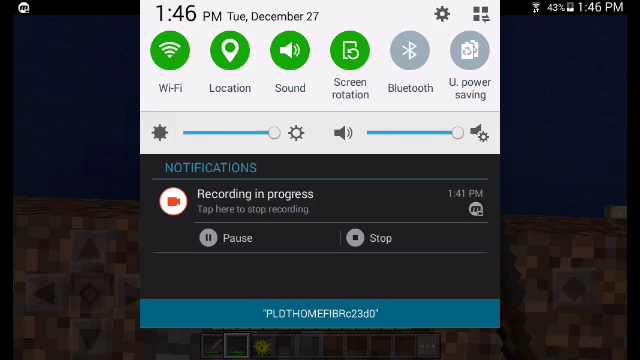 43% 1:46 PM
1:46 PM Tue, December 27
Wi-Fi
Location
Sound
Screen rotation
Bluetooth
U. power saving
NOTIFICATIONS
Recording in progress
1:41 PM
Tap here to stop recording.
Pause
Stop
"PLDTHOMEFIBRc23d0"